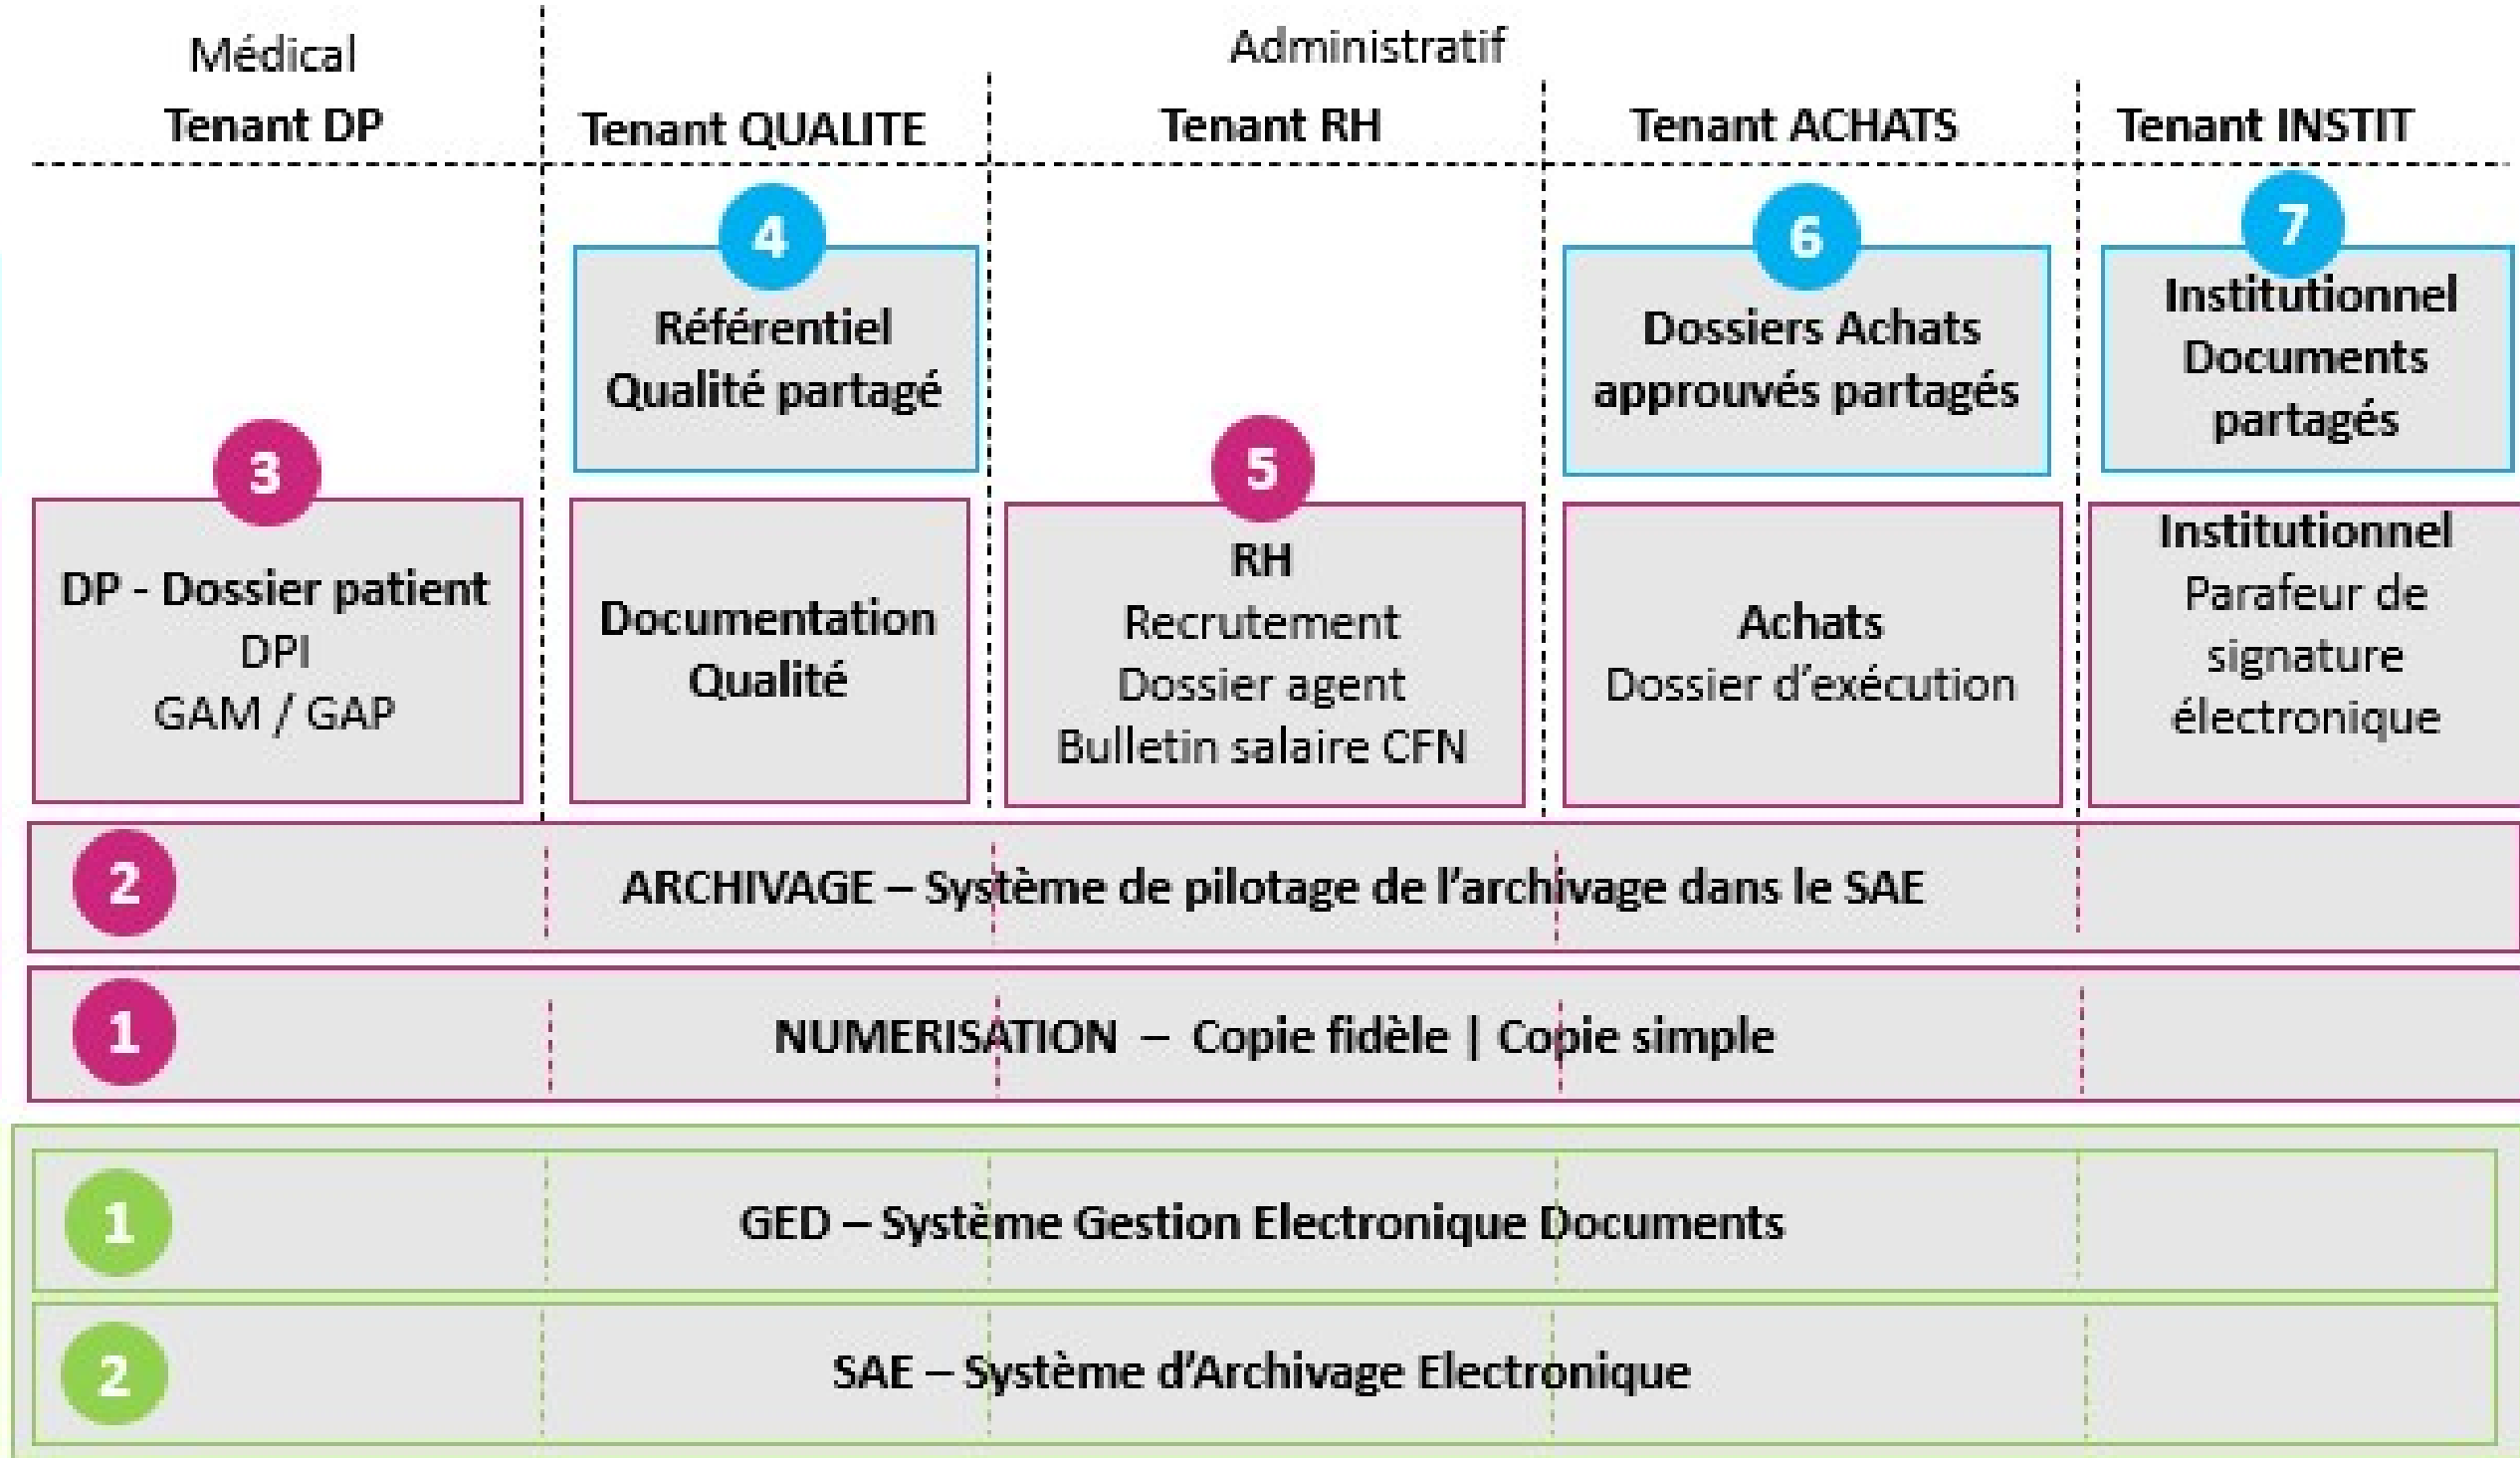 Médical
Administratif
Tenant DP
Tenant QUALITE
Tenant RH
Tenant ACHATS
Tenant INSTIT
4
Référentiel
Qualité partagé
6
Dossiers Achats
approuvés partagés
7
Institutionnel
Documents
partagés
3
DP - Dossier patient
DPI
GAM / GAP
Documentation
Qualité
5
RH
Recrutement
Dossier agent
Bulletin salaire CFN
Achats
Dossier d’exécution
Institutionnel
Parafeur de
signature
électronique
2
ARCHIVAGE – Système de pilotage de l’archivage dans le SAE
1
NUMERISATION – Copie fidèle | Copie simple
1
GED – Système Gestion Electronique Documents
2
SAE – Système d’Archivage Electronique